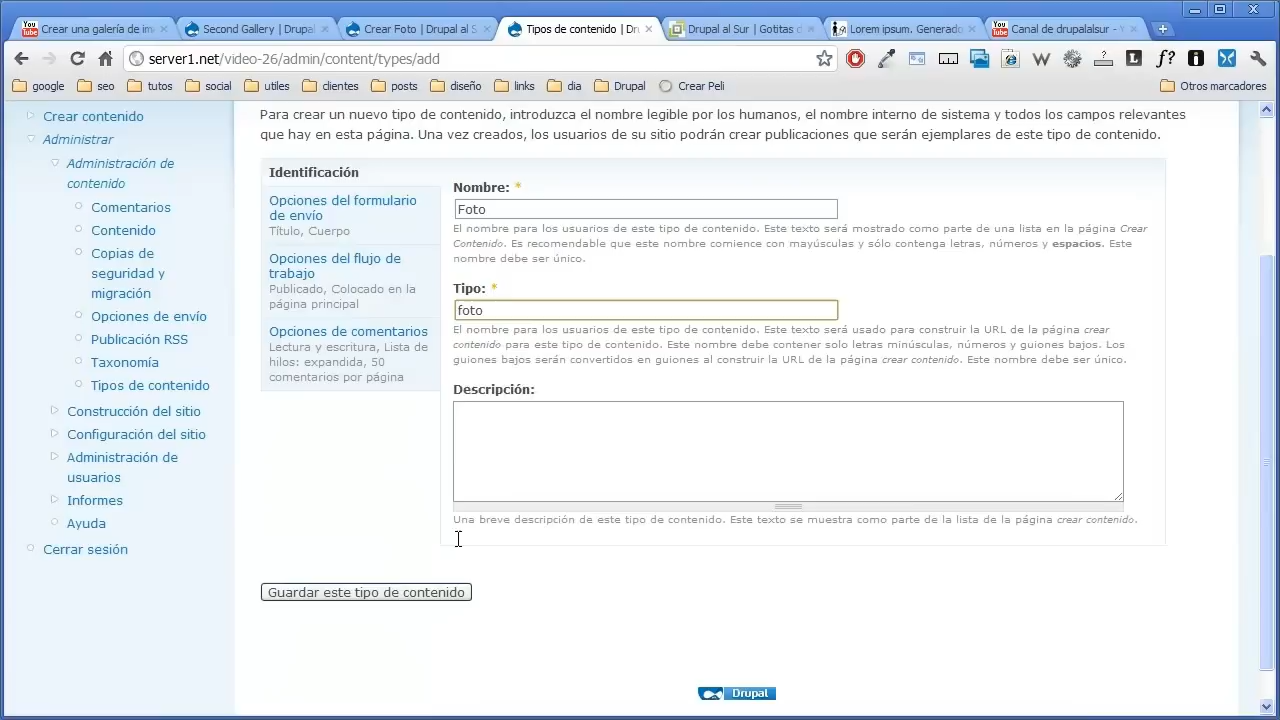 Crear una galería de im
Second Gallery | Drupal
Crear Foto | Drupal al S
Tipos de contenido | Dru
Drupal al Sur | Gotitas d
Lorem ipsum, Generado
Canal de drupalalsur - Y
server1.net/video-26/admin/content/types/add
google
seo
tutos
social
utiles
clientes
posts
diseño
links
dia
Drupal
Crear Peli
Otros marcadores
Crear contenido
Administrar
Administración de
contenido
Comentarios
Contenido
Copias de
seguridad y
migración
Opciones de envío
Publicación RSS
Taxonomía
Tipos de contenido
Construcción del sitio
Configuración del sitio
Administración de
usuarios
Informes
Ayuda
Cerrar sesión
Para crear un nuevo tipo de contenido, introduzca el nombre legible por los humanos, el nombre interno de sistema y todos los campos relevantes
que hay en esta página. Una vez creados, los usuarios de su sitio podrán crear publicaciones que serán ejemplares de este tipo de contenido.
Identificación
Opciones del formulario
de envío
Título, Cuerpo
Opciones del flujo de
trabajo
Publicado, Colocado en la
página principal
Opciones de comentarios
Lectura y escritura, Lista de
hilos: expandida, 50
comentarios por página
Nombre: *
Foto
El nombre para los usuarios de este tipo de contenido. Este texto será mostrado como parte de una lista en la página Crear
Contenido. Es recomendable que este nombre comience con mayúsculas y sólo contenga letras, números y espacios. Este
nombre debe ser único.
Tipo: *
foto
El nombre para los usuarios de este tipo de contenido. Este texto será usado para construir la URL de la página crear
contenido para este tipo de contenido. Este nombre debe contener solo letras minúsculas, números y guiones bajos. Los
guiones bajos serán convertidos en guiones al construir la URL de la página crear contenido. Este nombre debe ser único.
Descripción:
Una breve descripción de este tipo de contenido. Este texto se muestra como parte de la lista de la página crear contenido.
Guardar este tipo de contenido
Drupal